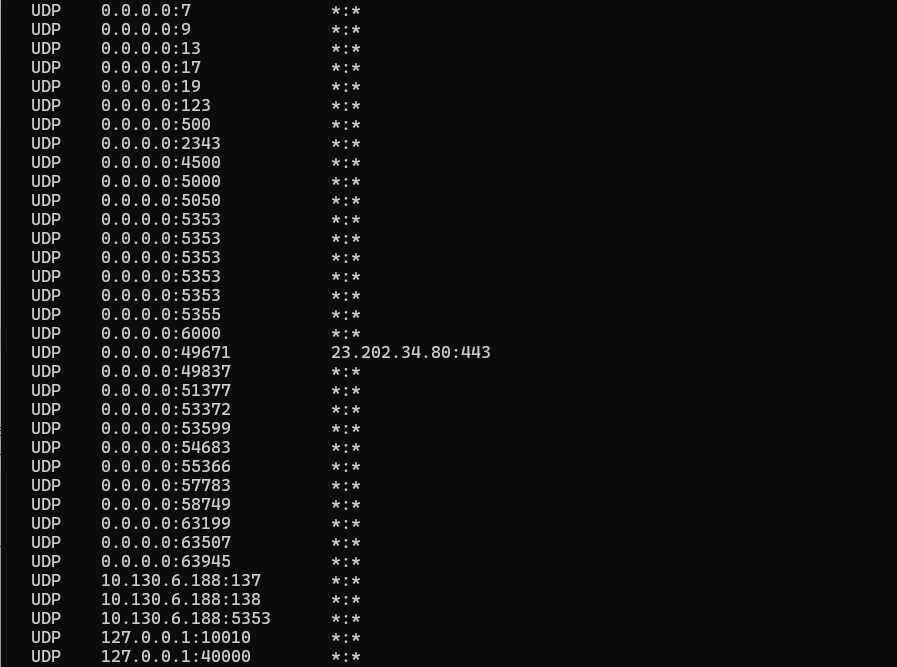 UDP    0.0.0.0:7              *:*
UDP    0.0.0.0:9              *:*
UDP    0.0.0.0:13             *:*
UDP    0.0.0.0:17             *:*
UDP    0.0.0.0:19             *:*
UDP    0.0.0.0:123            *:*
UDP    0.0.0.0:500            *:*
UDP    0.0.0.0:2343           *:*
UDP    0.0.0.0:4500           *:*
UDP    0.0.0.0:5000           *:*
UDP    0.0.0.0:5050           *:*
UDP    0.0.0.0:5353           *:*
UDP    0.0.0.0:5353           *:*
UDP    0.0.0.0:5353           *:*
UDP    0.0.0.0:5353           *:*
UDP    0.0.0.0:5353           *:*
UDP    0.0.0.0:5355           *:*
UDP    0.0.0.0:6000           *:*
UDP    0.0.0.0:49671          23.202.34.80:443
UDP    0.0.0.0:49837          *:*
UDP    0.0.0.0:51377          *:*
UDP    0.0.0.0:53372          *:*
UDP    0.0.0.0:53599          *:*
UDP    0.0.0.0:54683          *:*
UDP    0.0.0.0:55366          *:*
UDP    0.0.0.0:57783          *:*
UDP    0.0.0.0:58749          *:*
UDP    0.0.0.0:63199          *:*
UDP    0.0.0.0:63507          *:*
UDP    0.0.0.0:63945          *:*
UDP    10.130.6.188:137       *:*
UDP    10.130.6.188:138       *:*
UDP    10.130.6.188:5353      *:*
UDP    127.0.0.1:10010        *:*
UDP    127.0.0.1:40000        *:*